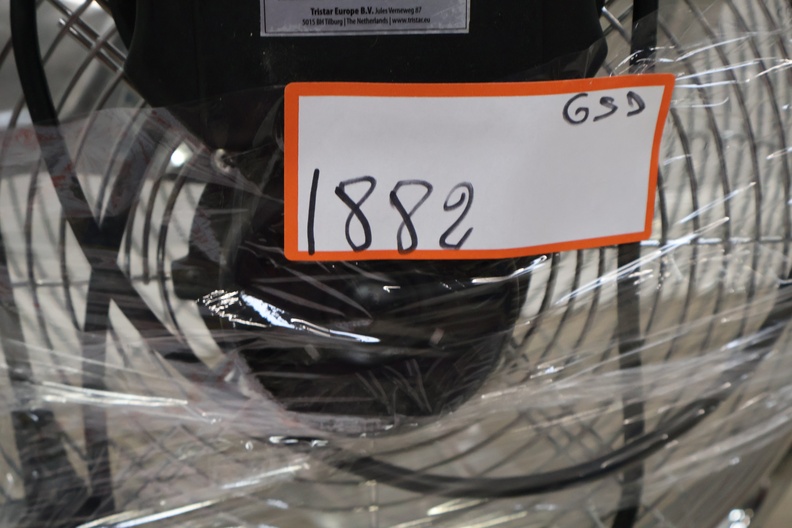 Tristar Europe B.V. Jules Verneweg 87
5015 BH Tilburg | The Netherlands | www.tristar.eu
GSD
1882